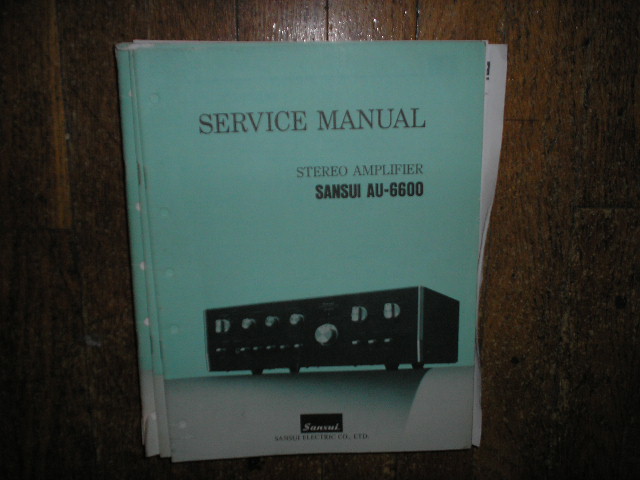 SERVICE MANUAL
STEREO AMPLIFIER
SANSUI AU-6600
Sansui
SANSUI ELECTRIC CO., LTD.